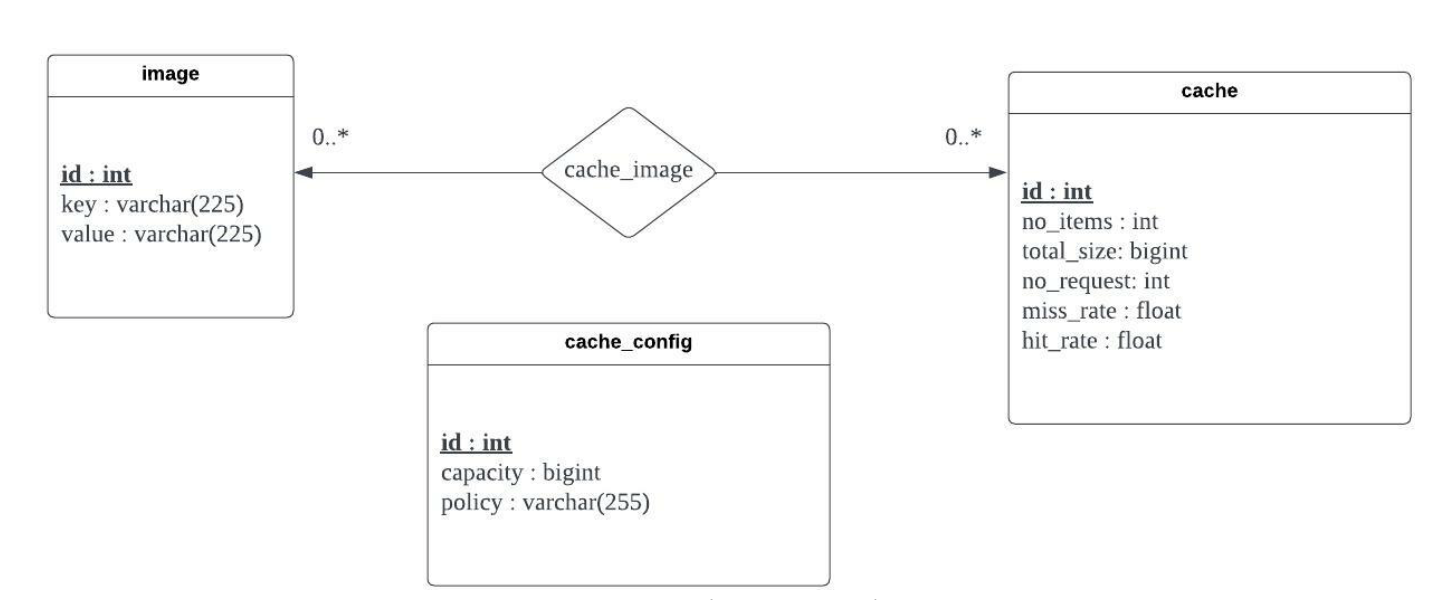 image
id : int
key : varchar(225)
value : varchar(225)
0..*
cache_image
0..*
cache
id : int
no_items : int
total_size: bigint
no_request: int
miss_rate : float
hit_rate : float
cache_config
id : int
capacity : bigint
policy : varchar(255)